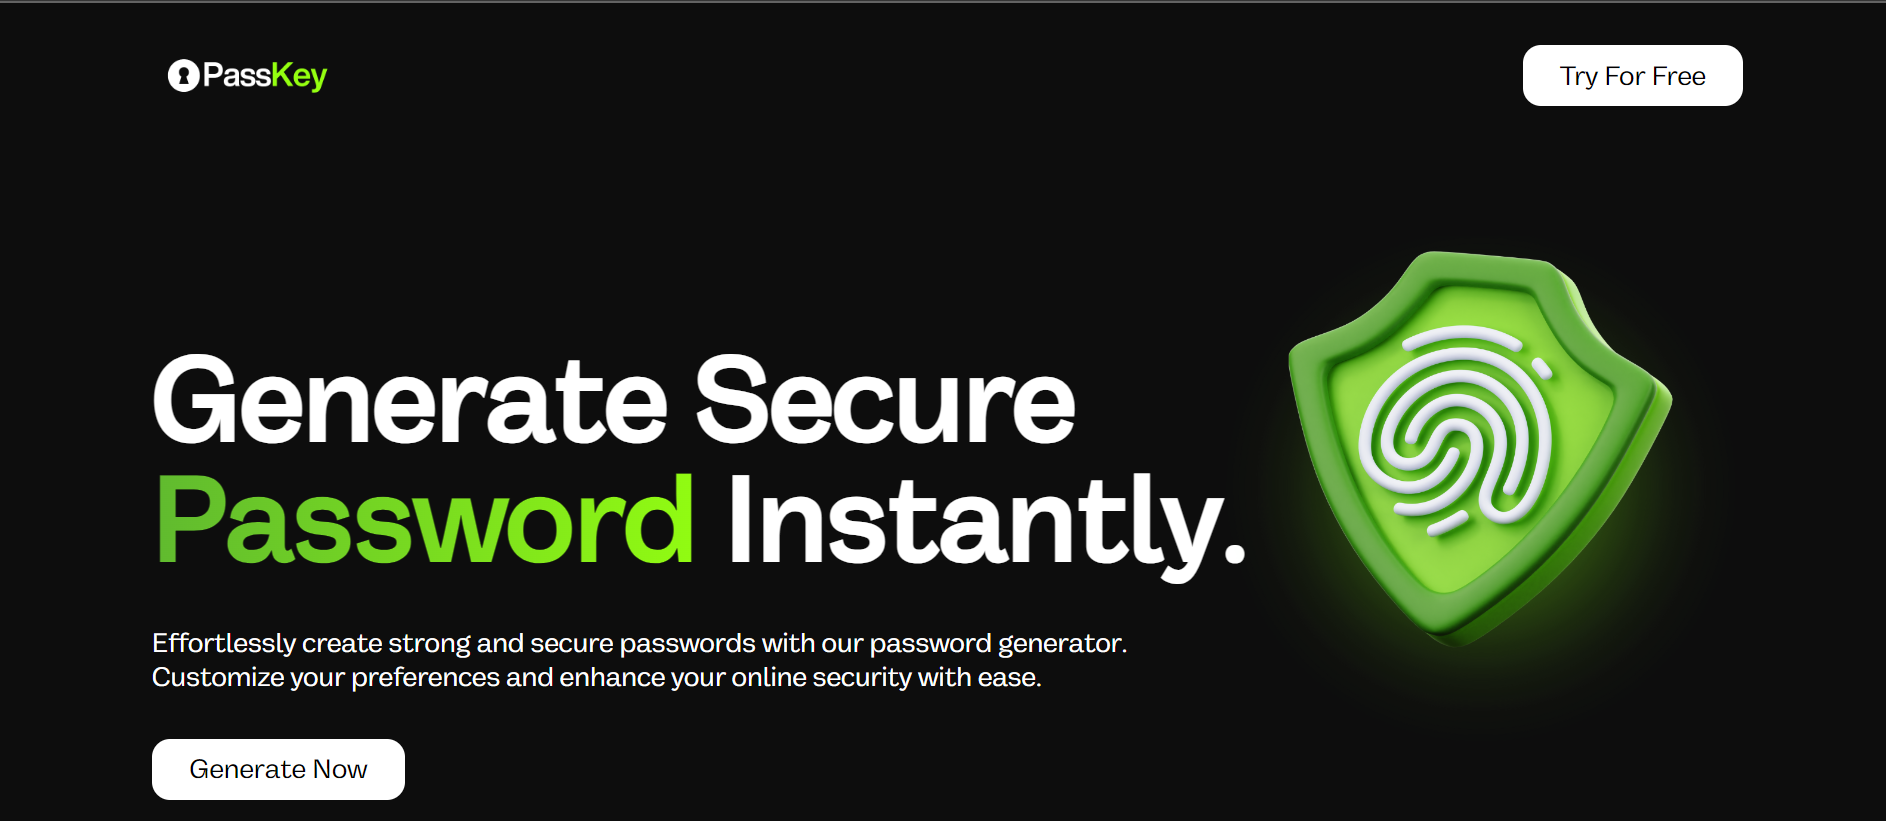 PassKey
Try For Free
Generate Secure
Password Instantly.
Effortlessly create strong and secure passwords with our password generator.
Customize your preferences and enhance your online security with ease.
Generate Now